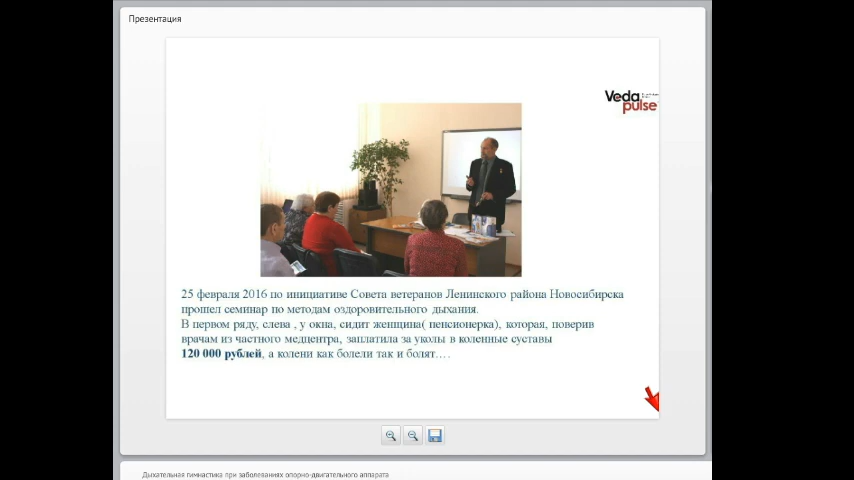 Презентация
Veda
pulse
25 февраля 2016 по инициативе Совета ветеранов Ленинского района Новосибирска
прошел семинар по методам оздоровительного дыхания.
В первом ряду, слева , у окна, сидит женщина( пенсионерка), которая, поверив
врачам из частного медцентра, заплатила за уколы в коленные суставы
120 000 рублей, а колени как болели так и болят….
Дыхательная гимнастика при заболеваниях опорно-двигательного аппарата